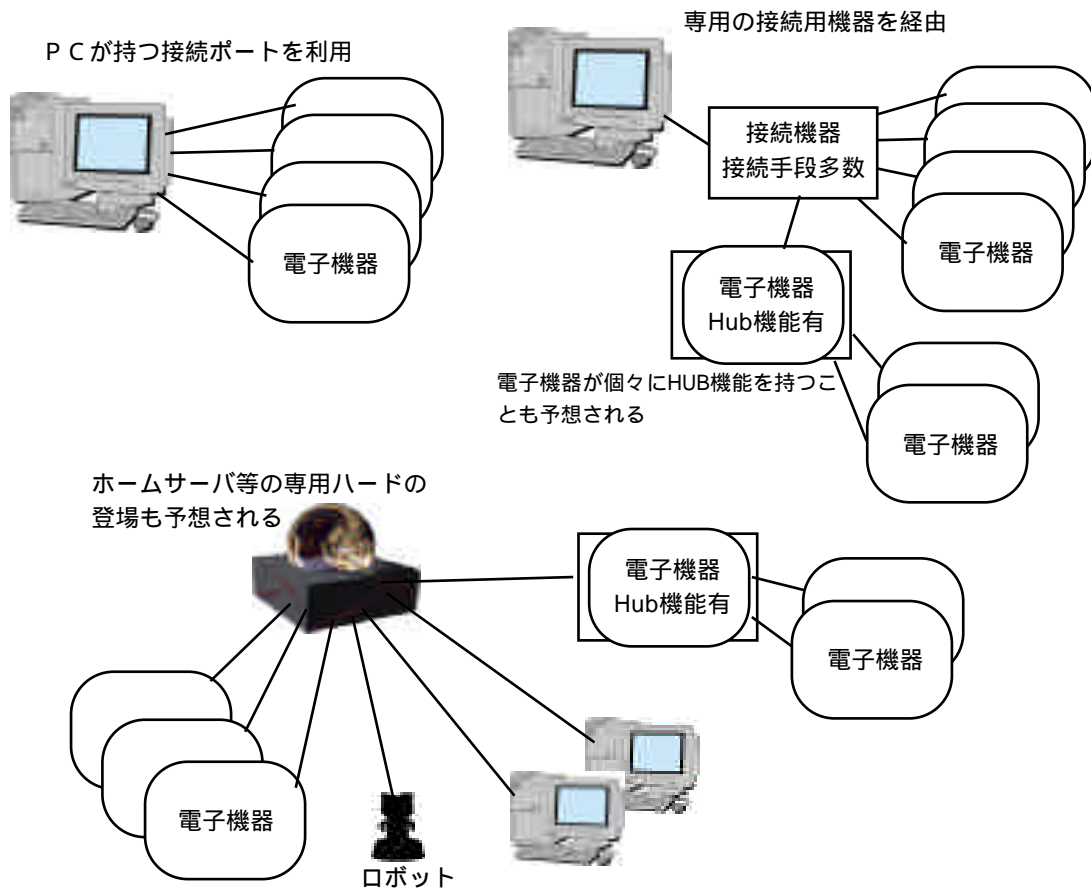 ＰＣが持つ接続ポートを利用
電子機器
専用の接続用機器を経由
接続機器
接続手段多数
電子機器
電子機器
Hub機能有
電子機器が個々にHUB機能を持つこ
とも予想される
電子機器
ホームサーバ等の専用ハードの
登場も予想される
電子機器
Hub機能有
電子機器
電子機器
ロボット